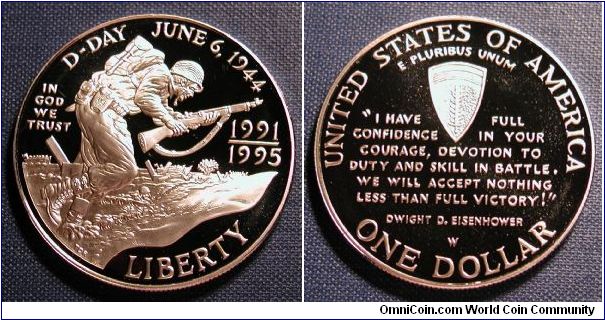 D-DAY JUNE 6, 1944
IN
GOD
WE
TRUST
1991
1995
LIBERTY
UNITED STATES OF AMERICA
E PLURIBUS UNUM
"I HAVE FULL
CONFIDENCE IN YOUR
COURAGE, DEVOTION TO
DUTY AND SKILL IN BATTLE.
WE WILL ACCEPT NOTHING
LESS THAN FULL VICTORY!"
DWIGHT D. EISENHOWER
W
ONE DOLLAR
OmniCoin.com World Coin Community